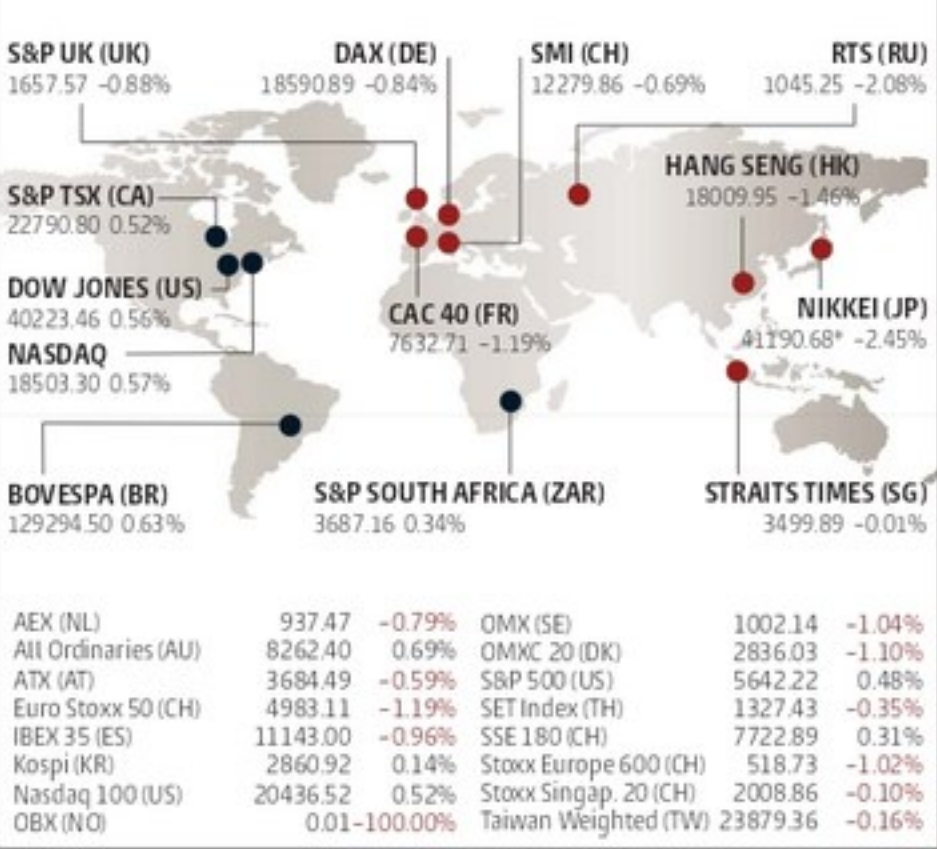 S&P UK (UK)
1657.57 -0.88%
DAX (DE)
18590.89 -0.84%
SMI (CH)
12279.86 -0.69%
RTS (RU)
1045.25 -2.08%
HANG SENG (HK)
18009.95 -1.46%
S&P TSX (CA)
22790.80 0.52%
DOW JONES (US)
40223.46 0.56%
CAC 40 (FR)
7632.71 -1.19%
NIKKEI (JP)
41190.68* -2.45%
NASDAQ
18503.30 0.57%
BOVESPA (BR)
129294.50 0.63%
S&P SOUTH AFRICA (ZAR)
3687.16 0.34%
STRAITS TIMES (SG)
3499.89 -0.01%
AEX (NL) 937.47 -0.79%
All Ordinaries (AU) 8262.40 0.69%
ATX (AT) 3684.49 -0.59%
Euro Stoxx 50 (CH) 4983.11 -1.19%
IBEX 35 (ES) 11143.00 -0.96%
Kospi (KR) 2860.92 0.14%
Nasdaq 100 (US) 20436.52 0.52%
OBX (NO) 0.01 -100.00%
OMX (SE) 1002.14 -1.04%
OMXC 20 (DK) 2836.03 -1.10%
S&P 500 (US) 5642.22 0.48%
SET Index (TH) 1327.43 -0.35%
SSE 180 (CH) 7722.89 0.31%
Stoxx Europe 600 (CH) 518.73 -1.02%
Stoxx Singap. 20 (CH) 2008.86 -0.10%
Taiwan Weighted (TW) 23879.36 -0.16%